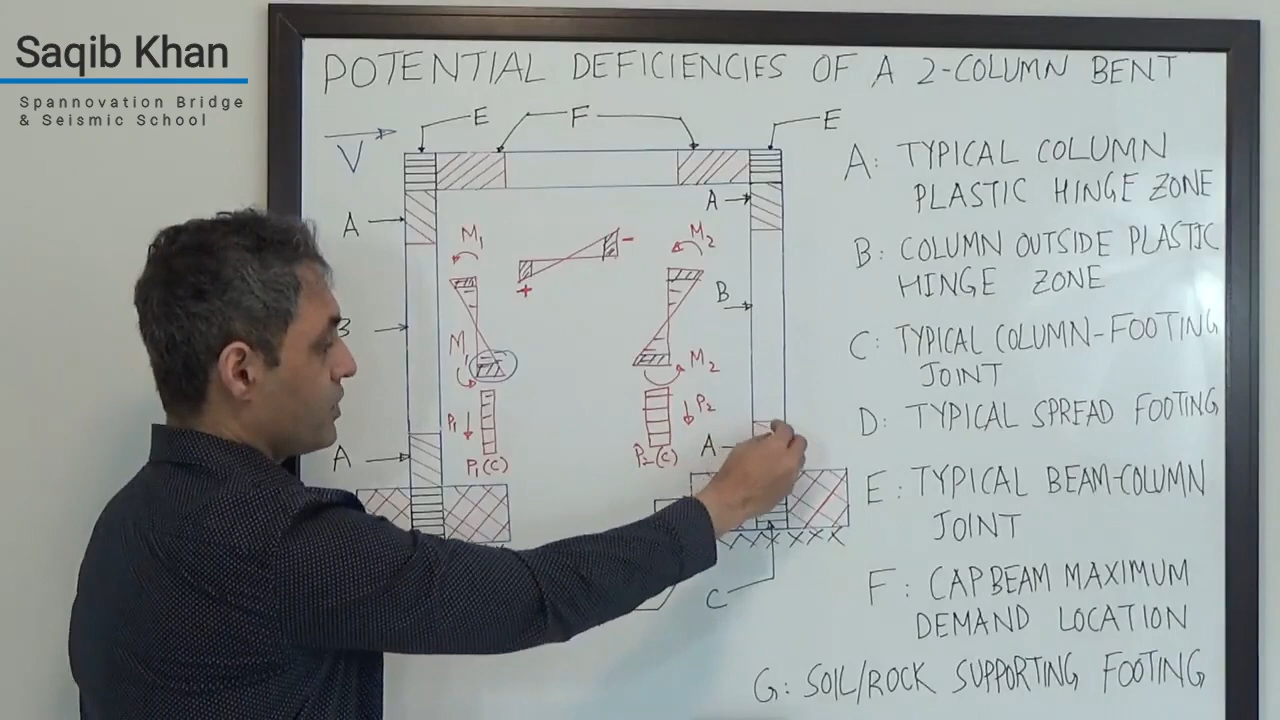 Saqib Khan
Spannovation Bridge
& Seismic School
POTENTIAL DEFICIENCIES OF A 2-COLUMN BENT
V
E
F
E
A
A
A
B
A
C
M1
M2
M
M2
+
-
P1
P2
P1(C)
P2(C)
A: TYPICAL COLUMN
PLASTIC HINGE ZONE
B: COLUMN OUTSIDE PLASTIC
HINGE ZONE
C: TYPICAL COLUMN-FOOTING
JOINT
D: TYPICAL SPREAD FOOTING
E: TYPICAL BEAM-COLUMN
JOINT
F: CAP BEAM MAXIMUM
DEMAND LOCATION
G: SOIL/ROCK SUPPORTING FOOTING